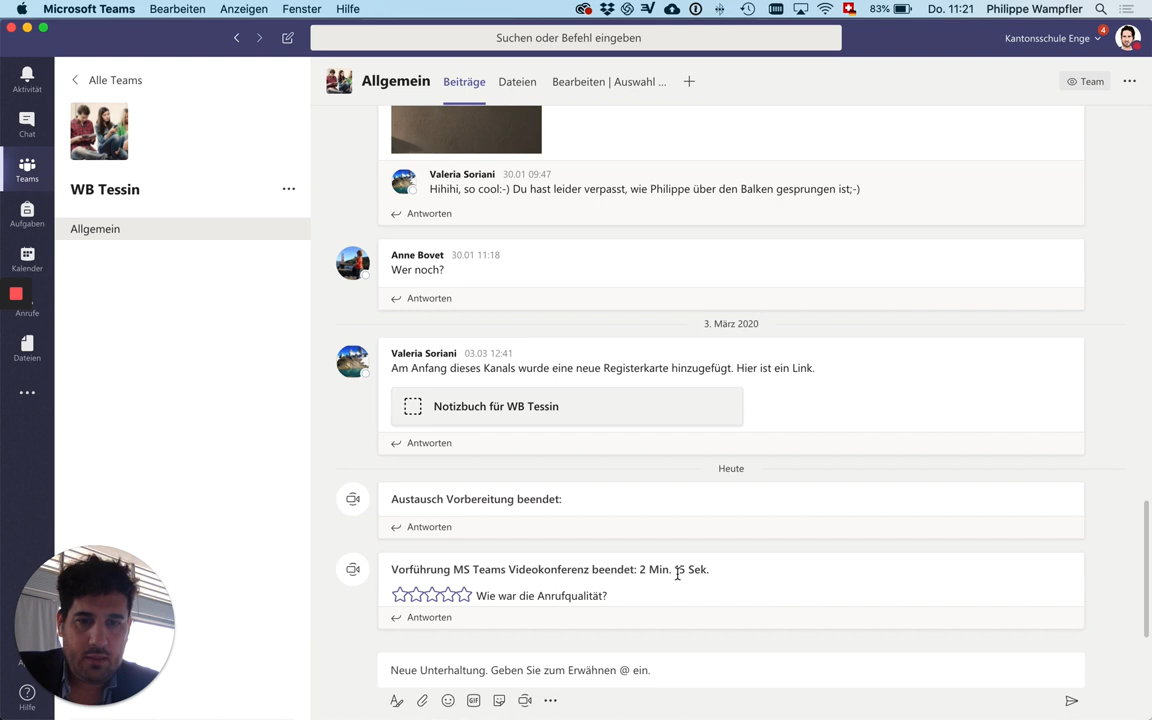 Microsoft Teams Bearbeiten Anzeigen Fenster Hilfe 83% Do. 11:21 Philippe Wampfler
Suchen oder Befehl eingeben
Kantonsschule Enge 4
Aktivität
Chat
Teams
Aufgaben
Kalender
Anrufe
Dateien
Hilfe
Alle Teams
WB Tessin
Allgemein
Allgemein Beiträge Dateien Bearbeiten | Auswahl ... Team
Valeria Soriani 30.01 09:47
Hihihi, so cool:-) Du hast leider verpasst, wie Philippe über den Balken gesprungen ist;-)
Antworten
Anne Bovet 30.01 11:18
Wer noch?
Antworten
3. März 2020
Valeria Soriani 03.03 12:41
Am Anfang dieses Kanals wurde eine neue Registerkarte hinzugefügt. Hier ist ein Link.
Notizbuch für WB Tessin
Antworten
Heute
Austausch Vorbereitung beendet:
Antworten
Vorführung MS Teams Videokonferenz beendet: 2 Min. 15 Sek.
Wie war die Anrufqualität?
Antworten
Neue Unterhaltung. Geben Sie zum Erwähnen @ ein.
GIF